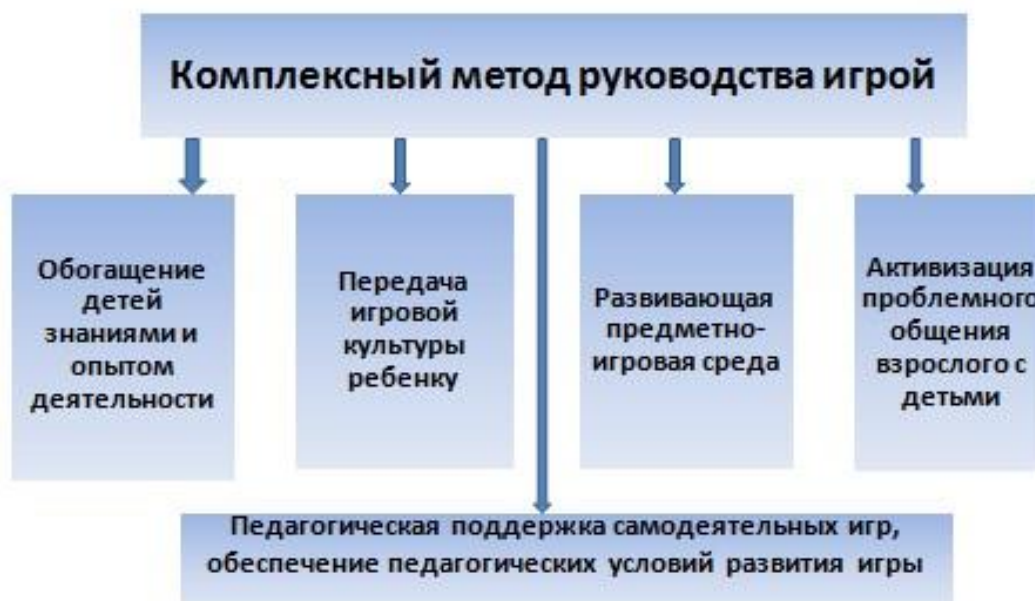 Комплексный метод руководства игрой
Обогащение
детей
знаниями и
опытом
деятельности
Передача
игровой
культуры
ребенку
Развивающая
предметно-
игровая среда
Активизация
проблемного
общения
взрослого с
детьми
Педагогическая поддержка самодеятельных игр,
обеспечение педагогических условий развития игры